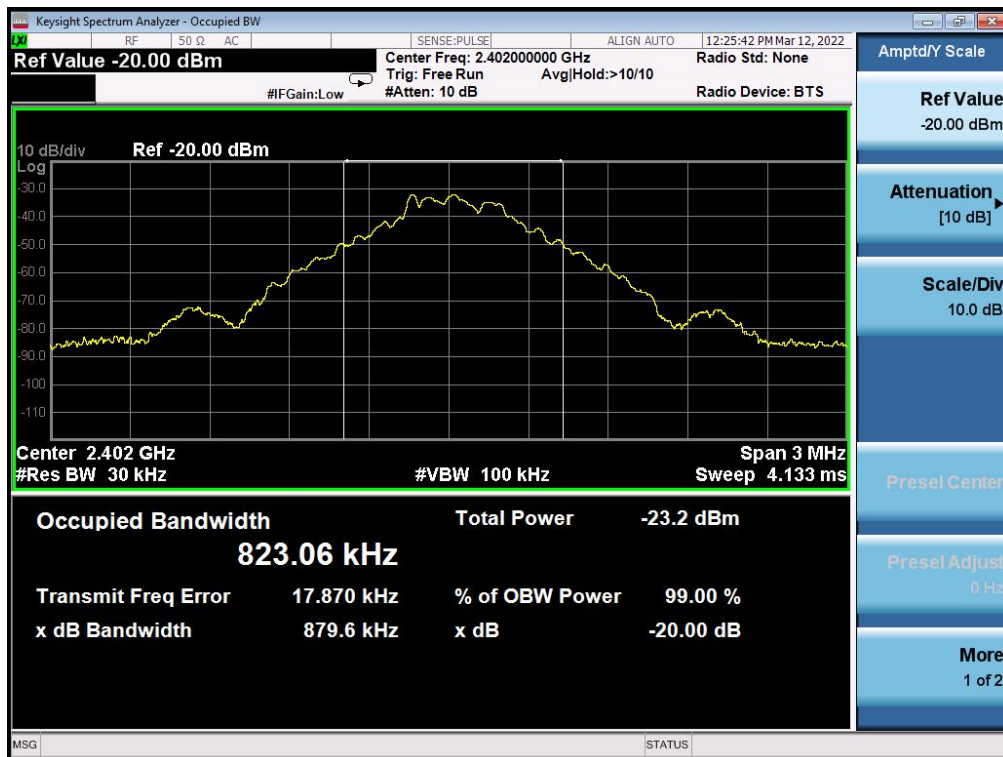 Keysight Spectrum Analyzer - Occupied BW
LXI RF 50 Ω AC SENSE:PULSE ALIGN AUTO 12:25:42 PM Mar 12, 2022
Ref Value -20.00 dBm
Center Freq: 2.402000000 GHz Radio Std: None
Trig: Free Run Avg|Hold:>10/10
#IFGain:Low #Atten: 10 dB Radio Device: BTS
10 dB/div Ref -20.00 dBm
Log
-30.0
-40.0
-50.0
-60.0
-70.0
-80.0
-90.0
-100
-110
Center 2.402 GHz Span 3 MHz
#Res BW 30 kHz #VBW 100 kHz Sweep 4.133 ms
Occupied Bandwidth Total Power -23.2 dBm
823.06 kHz
Transmit Freq Error 17.870 kHz % of OBW Power 99.00 %
x dB Bandwidth 879.6 kHz x dB -20.00 dB
MSG STATUS
Amptd/Y Scale
Ref Value
-20.00 dBm
Attenuation
[10 dB]
Scale/Div
10.0 dB
Presel Center
Presel Adjust
0 Hz
More
1 of 2